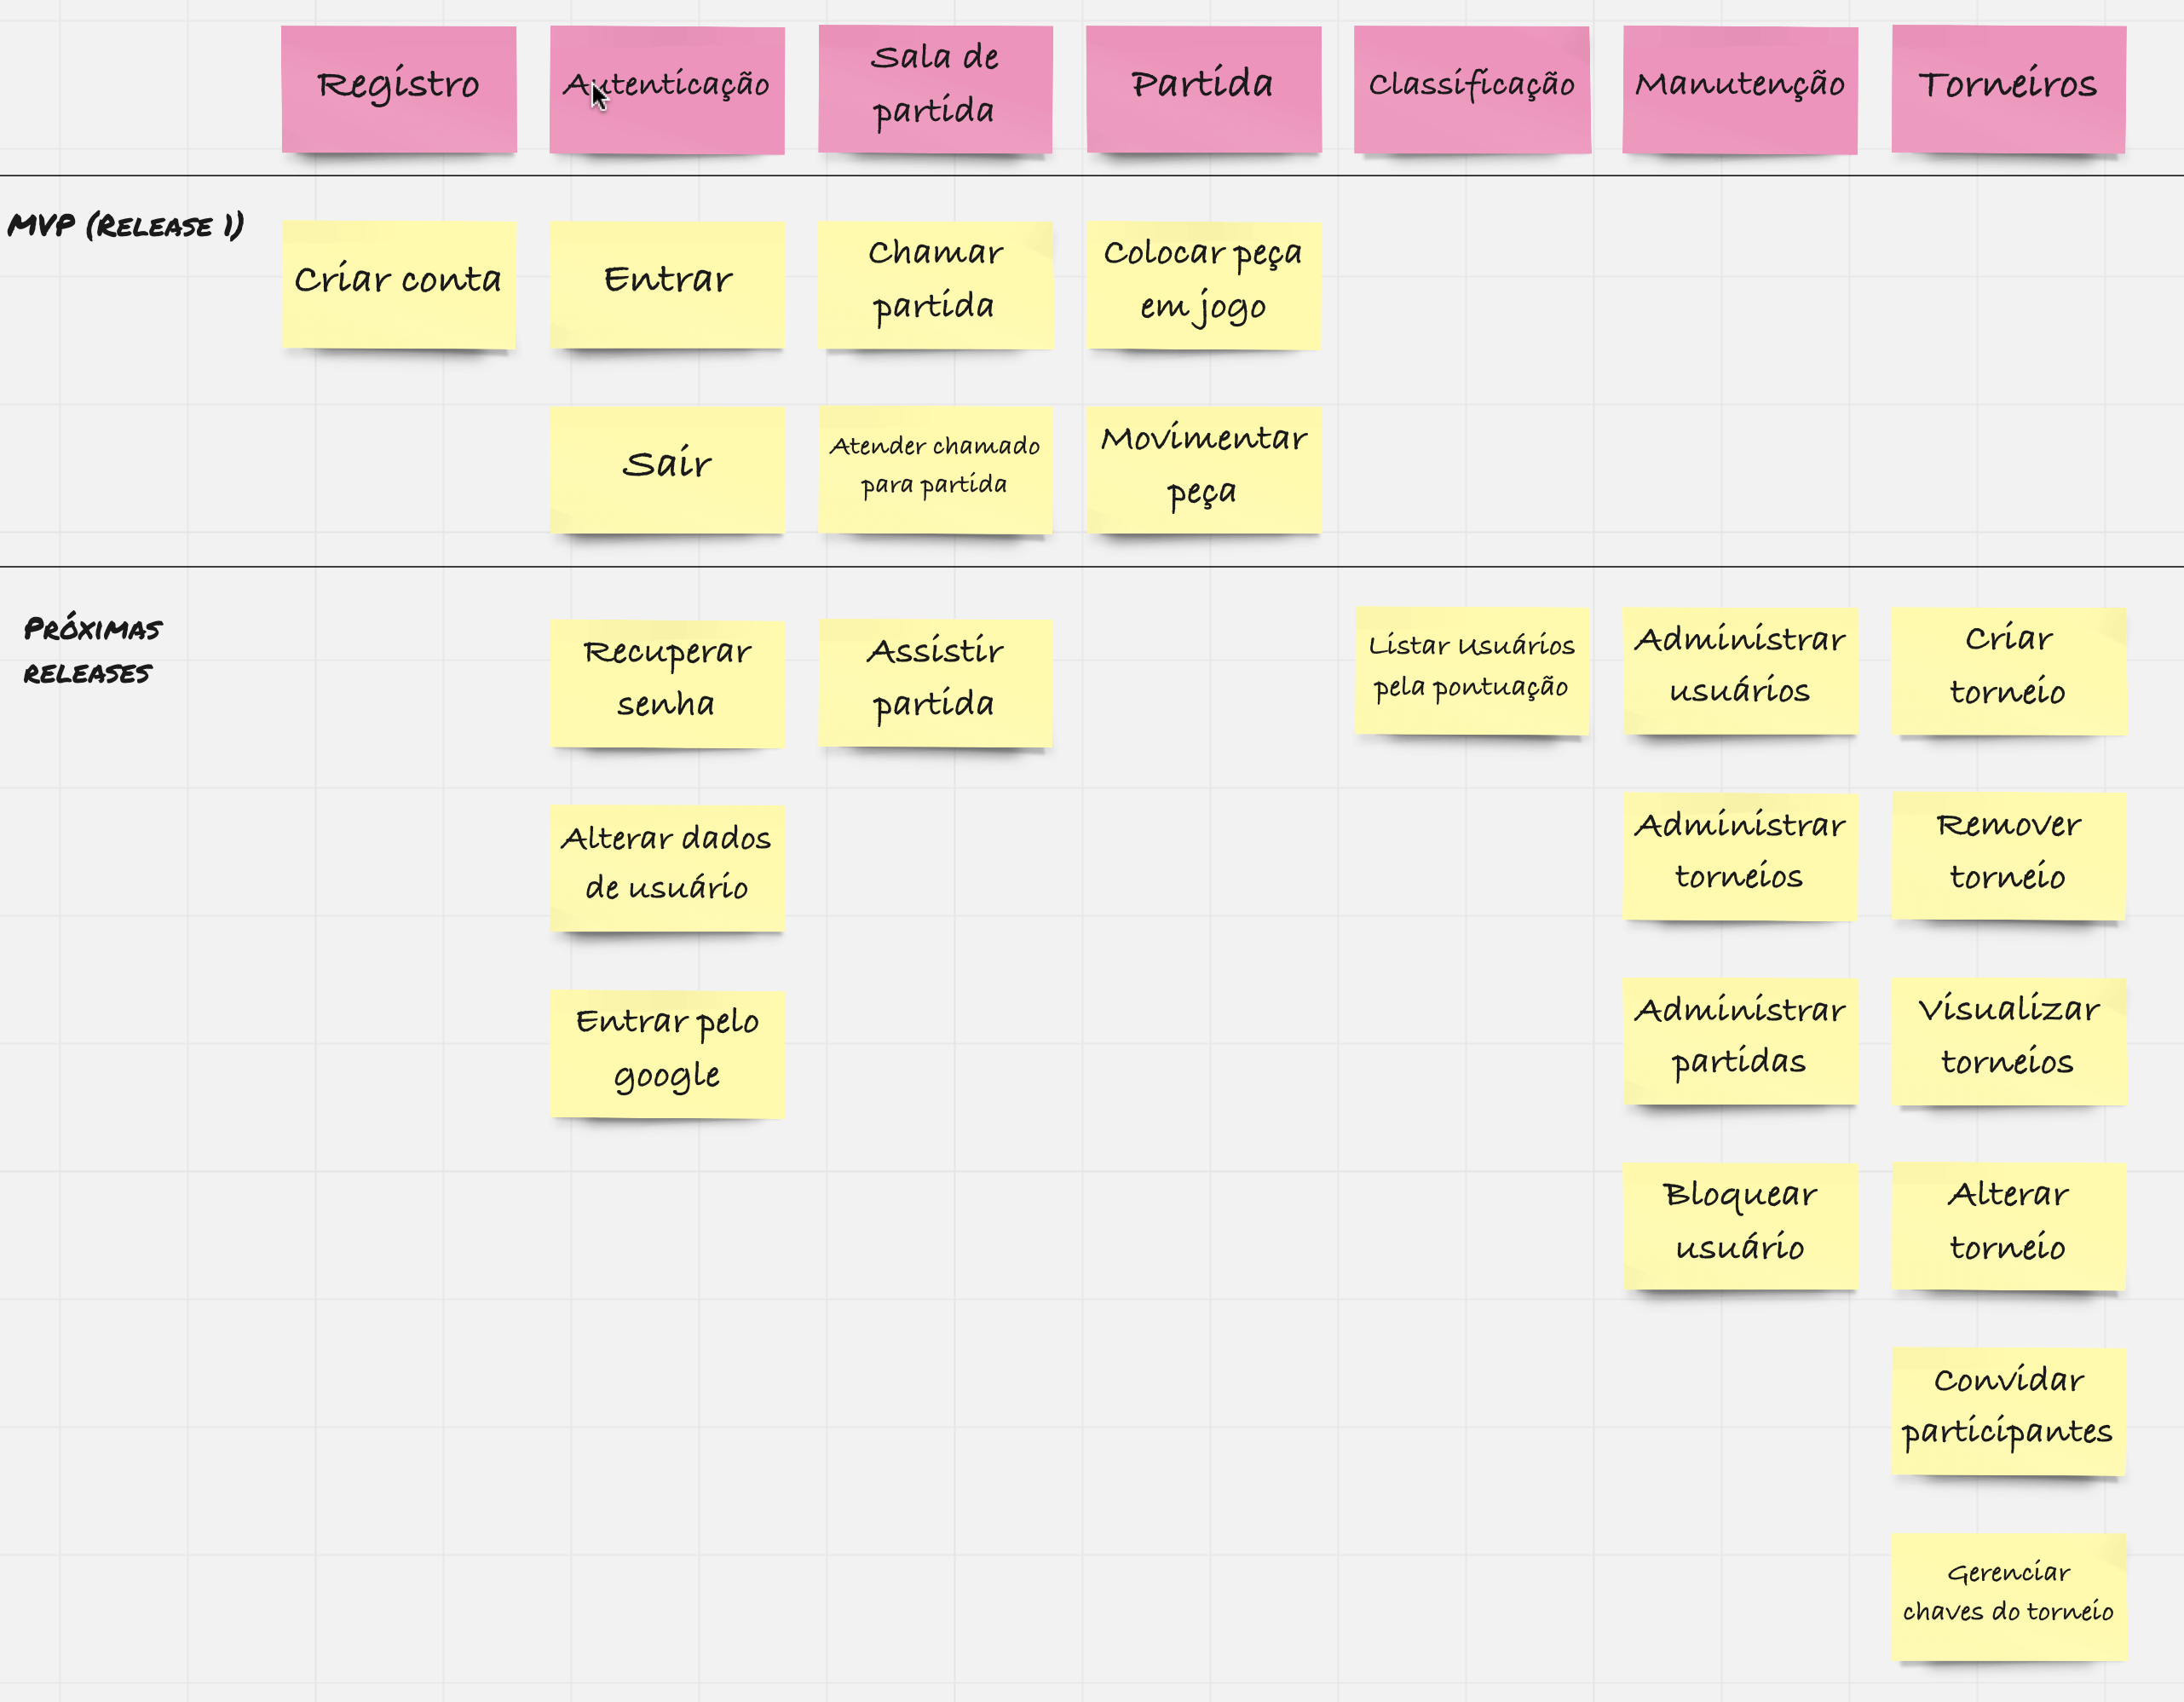 Registro
Autenticação
Sala de
partida
Partida
Classificação
Manutenção
Torneiros
MVP (Release 1)
Criar conta
Entrar
Chamar
partida
Colocar peça
em jogo
Sair
Atender chamado
para partida
Movimentar
peça
Próximas
releases
Recuperar
senha
Assistir
partida
Listar Usuários
pela pontuação
Administrar
usuários
Criar
torneio
Alterar dados
de usuário
Administrar
torneios
Remover
torneio
Entrar pelo
google
Administrar
partidas
Visualizar
torneios
Bloquear
usuário
Alterar
torneio
Convidar
participantes
Gerenciar
chaves do torneio